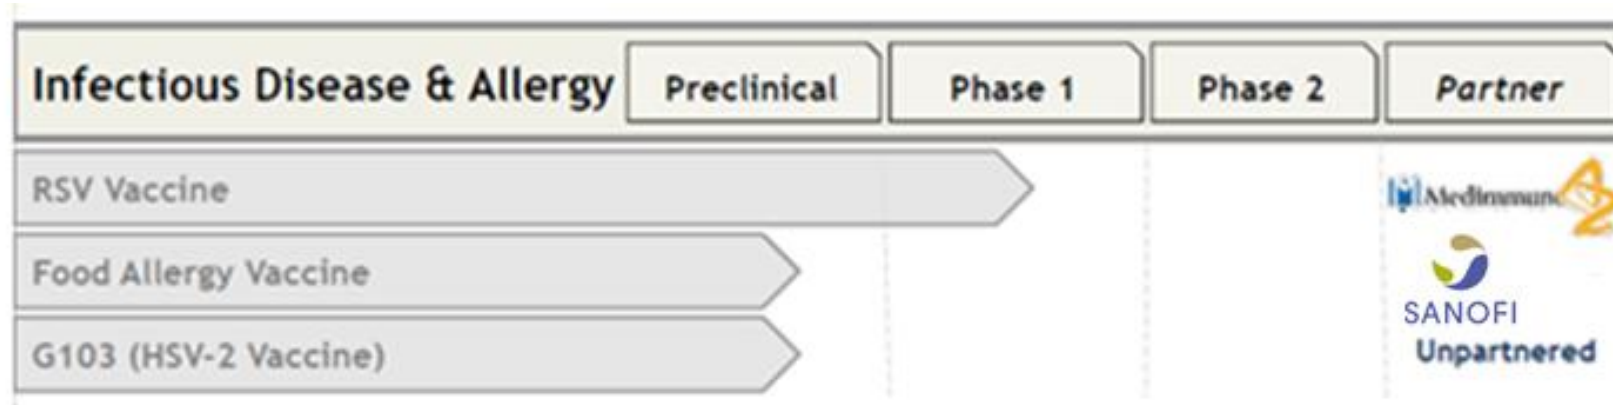 Infectious Disease & Allergy Preclinical Phase 1 Phase 2 Partner
RSV Vaccine MedImmune
Food Allergy Vaccine SANOFI
G103 (HSV-2 Vaccine) Unpartnered